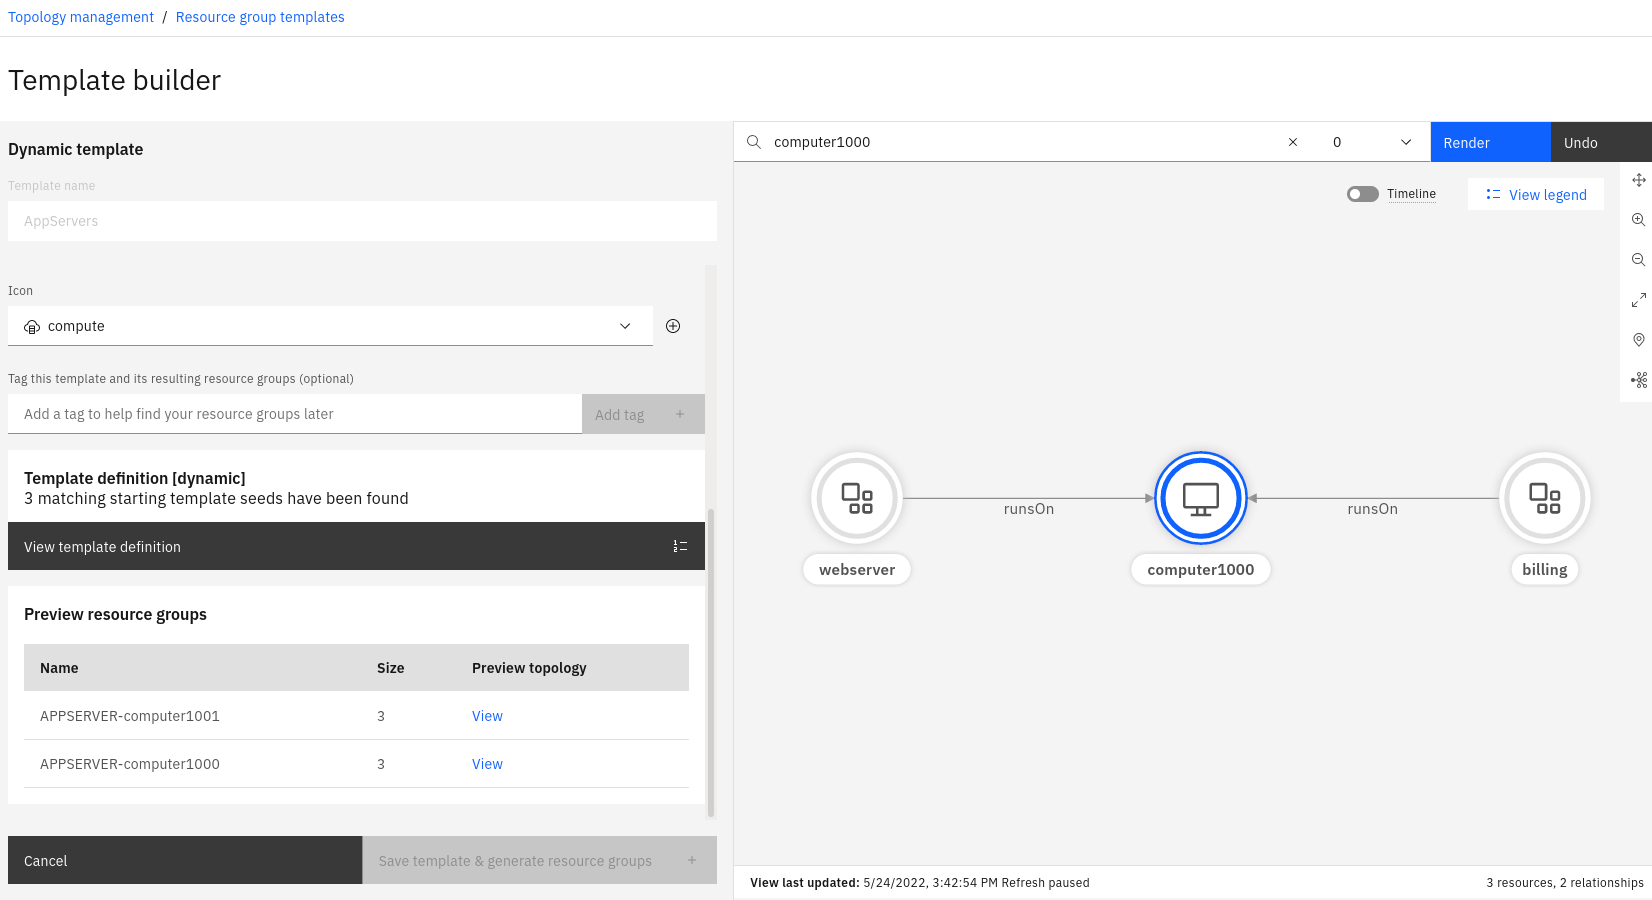 Topology management / Resource group templates
Template builder
Dynamic template
Template name
AppServers
Icon
compute
Tag this template and its resulting resource groups (optional)
Add a tag to help find your resource groups later
Add tag +
Template definition [dynamic]
3 matching starting template seeds have been found
View template definition
Preview resource groups
Name Size Preview topology
APPSERVER-computer1001 3 View
APPSERVER-computer1000 3 View
Cancel
Save template & generate resource groups +
computer1000
0
Render
Undo
Timeline
View legend
runsOn
runsOn
webserver
computer1000
billing
View last updated: 5/24/2022, 3:42:54 PM Refresh paused
3 resources, 2 relationships